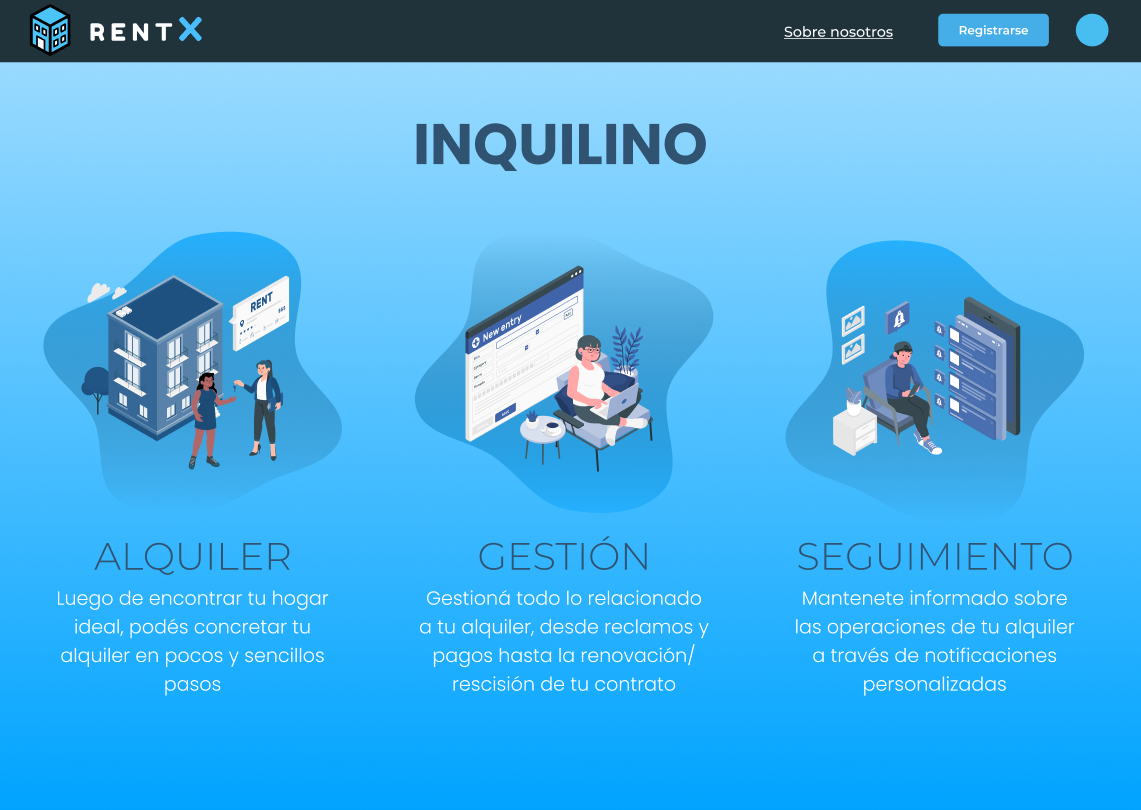 RENTX
Sobre nosotros
Registrarse
INQUILINO
RENT
New entry
ALQUILER
Luego de encontrar tu hogar
ideal, podés concretar tu
alquiler en pocos y sencillos
pasos
GESTIÓN
Gestioná todo lo relacionado
a tu alquiler, desde reclamos y
pagos hasta la renovación/
rescisión de tu contrato
SEGUIMIENTO
Mantenete informado sobre
las operaciones de tu alquiler
a través de notificaciones
personalizadas